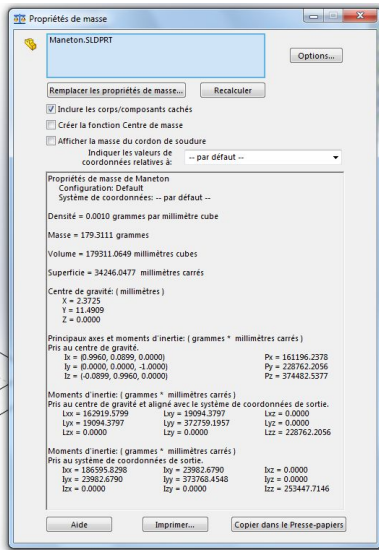 Propriétés de masse
Maneton.SLDPRT
Options...
Remplacer les propriétés de masse...
Recalculer
Inclure les corps/composants cachés
Créer la fonction Centre de masse
Afficher la masse du cordon de soudure
Indiquer les valeurs de
coordonnées relatives à:
-- par défaut --
Propriétés de masse de Maneton
Configuration: Default
Système de coordonnées: -- par défaut --
Densité = 0.0010 grammes par millimètre cube
Masse = 179.3111 grammes
Volume = 179311.0649 millimètres cubes
Superficie = 34246.0477 millimètres carrés
Centre de gravité: ( millimètres )
X = 2.3725
Y = 11.4909
Z = 0.0000
Principaux axes et moments d'inertie: ( grammes * millimètres carrés )
Pris au centre de gravité.
Ix = (0.9960, 0.0899, 0.0000) Px = 161196.2378
Iy = (0.0000, 0.0000, -1.0000) Py = 228762.2056
Iz = (-0.0899, 0.9960, 0.0000) Pz = 374482.5377
Moments d'inertie: ( grammes * millimètres carrés )
Pris au centre de gravité et aligné avec le système de coordonnées de sortie.
Lxx = 162919.5799 Lxy = 19094.3797 Lxz = 0.0000
Lyx = 19094.3797 Lyy = 372759.1957 Lyz = 0.0000
Lzx = 0.0000 Lzy = 0.0000 Lzz = 228762.2056
Moments d'inertie: ( grammes * millimètres carrés )
Pris au système de coordonnées de sortie.
Ixx = 186595.8298 Ixy = 23982.6790 Ixz = 0.0000
Iyx = 23982.6790 Iyy = 373768.4548 Iyz = 0.0000
Izx = 0.0000 Izy = 0.0000 Izz = 253447.7146
Aide
Imprimer...
Copier dans le Presse-papiers